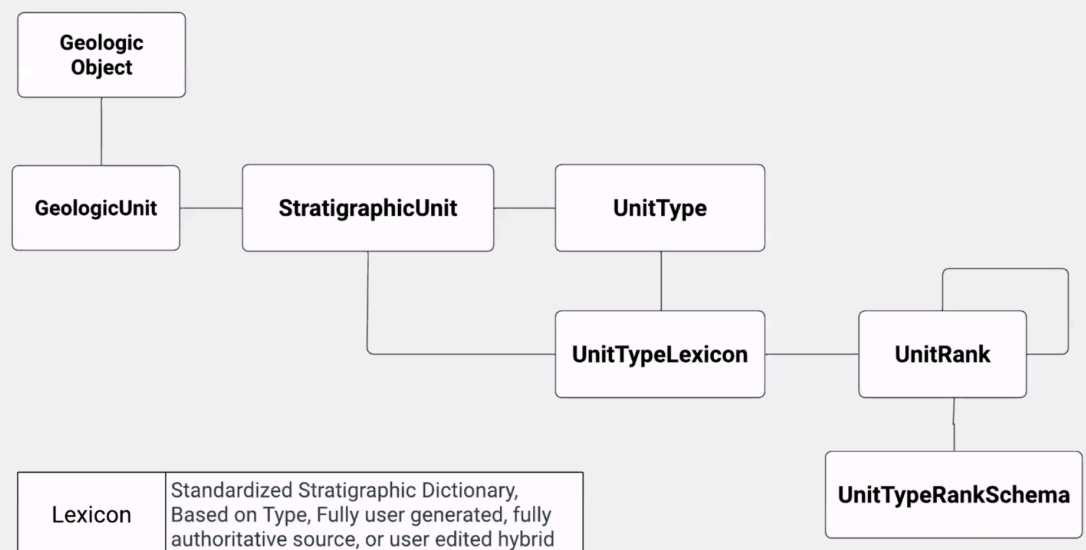 Geologic
Object
GeologicUnit
StratigraphicUnit
UnitType
UnitTypeLexicon
UnitRank
UnitTypeRankSchema
Lexicon
Standardized Stratigraphic Dictionary,
Based on Type, Fully user generated, fully
authoritative source, or user edited hybrid